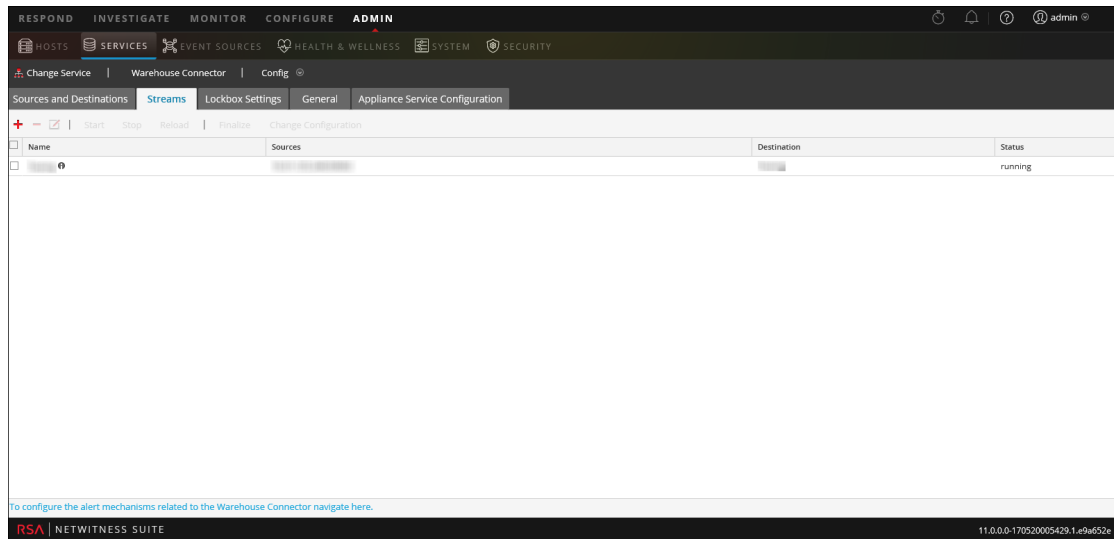 RESPOND INVESTIGATE MONITOR CONFIGURE ADMIN admin
HOSTS SERVICES EVENT SOURCES HEALTH & WELLNESS SYSTEM SECURITY
Change Service | Warehouse Connector | Config
Sources and Destinations Streams Lockbox Settings General Appliance Service Configuration
Start Stop Reload | Finalize Change Configuration
Name Sources Destination Status
running
To configure the alert mechanisms related to the Warehouse Connector navigate here.
RSA | NETWITNESS SUITE 11.0.0.0-170520005429.1.e9a652e